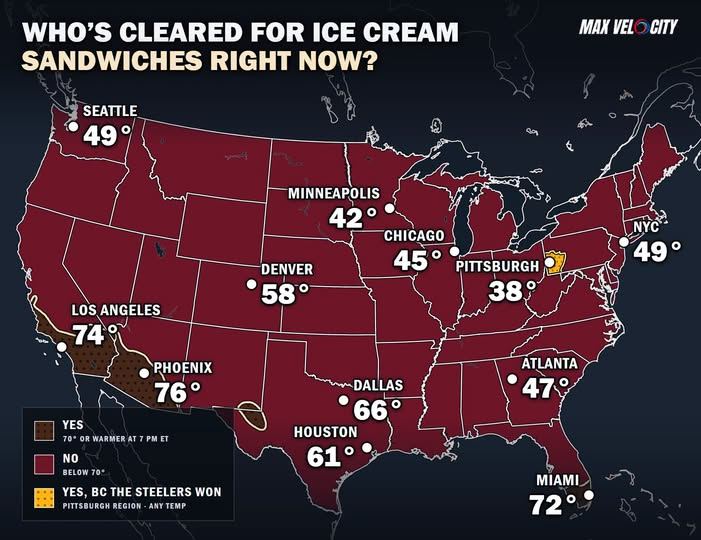 WHO'S CLEARED FOR ICE CREAM
SANDWICHES RIGHT NOW?
MAX VELOCITY
SEATTLE
49°
MINNEAPOLIS
42°
CHICAGO
45°
NYC
49°
PITTSBURGH
38°
DENVER
58°
LOS ANGELES
74°
PHOENIX
76°
ATLANTA
47°
DALLAS
66°
HOUSTON
61°
MIAMI
72°
YES
70° OR WARMER AT 7 PM ET
NO
BELOW 70°
YES, BC THE STEELERS WON
PITTSBURGH REGION - ANY TEMP